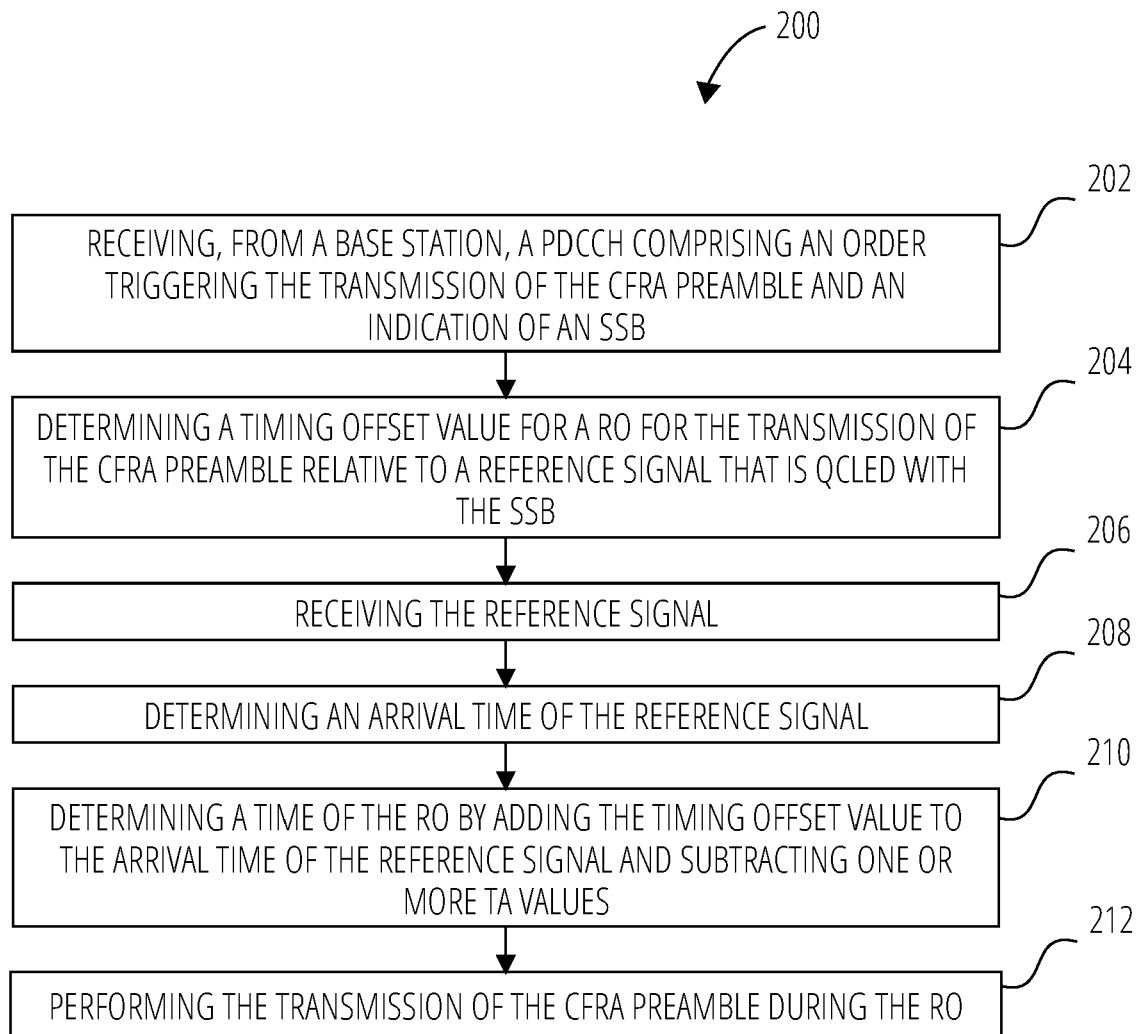 200
202
RECEIVING, FROM A BASE STATION, A PDCCH COMPRISING AN ORDER
TRIGGERING THE TRANSMISSION OF THE CFRA PREAMBLE AND AN
INDICATION OF AN SSB
204
DETERMINING A TIMING OFFSET VALUE FOR A RO FOR THE TRANSMISSION OF
THE CFRA PREAMBLE RELATIVE TO A REFERENCE SIGNAL THAT IS QCLED WITH
THE SSB
206
RECEIVING THE REFERENCE SIGNAL
208
DETERMINING AN ARRIVAL TIME OF THE REFERENCE SIGNAL
210
DETERMINING A TIME OF THE RO BY ADDING THE TIMING OFFSET VALUE TO
THE ARRIVAL TIME OF THE REFERENCE SIGNAL AND SUBTRACTING ONE OR
MORE TA VALUES
212
PERFORMING THE TRANSMISSION OF THE CFRA PREAMBLE DURING THE RO